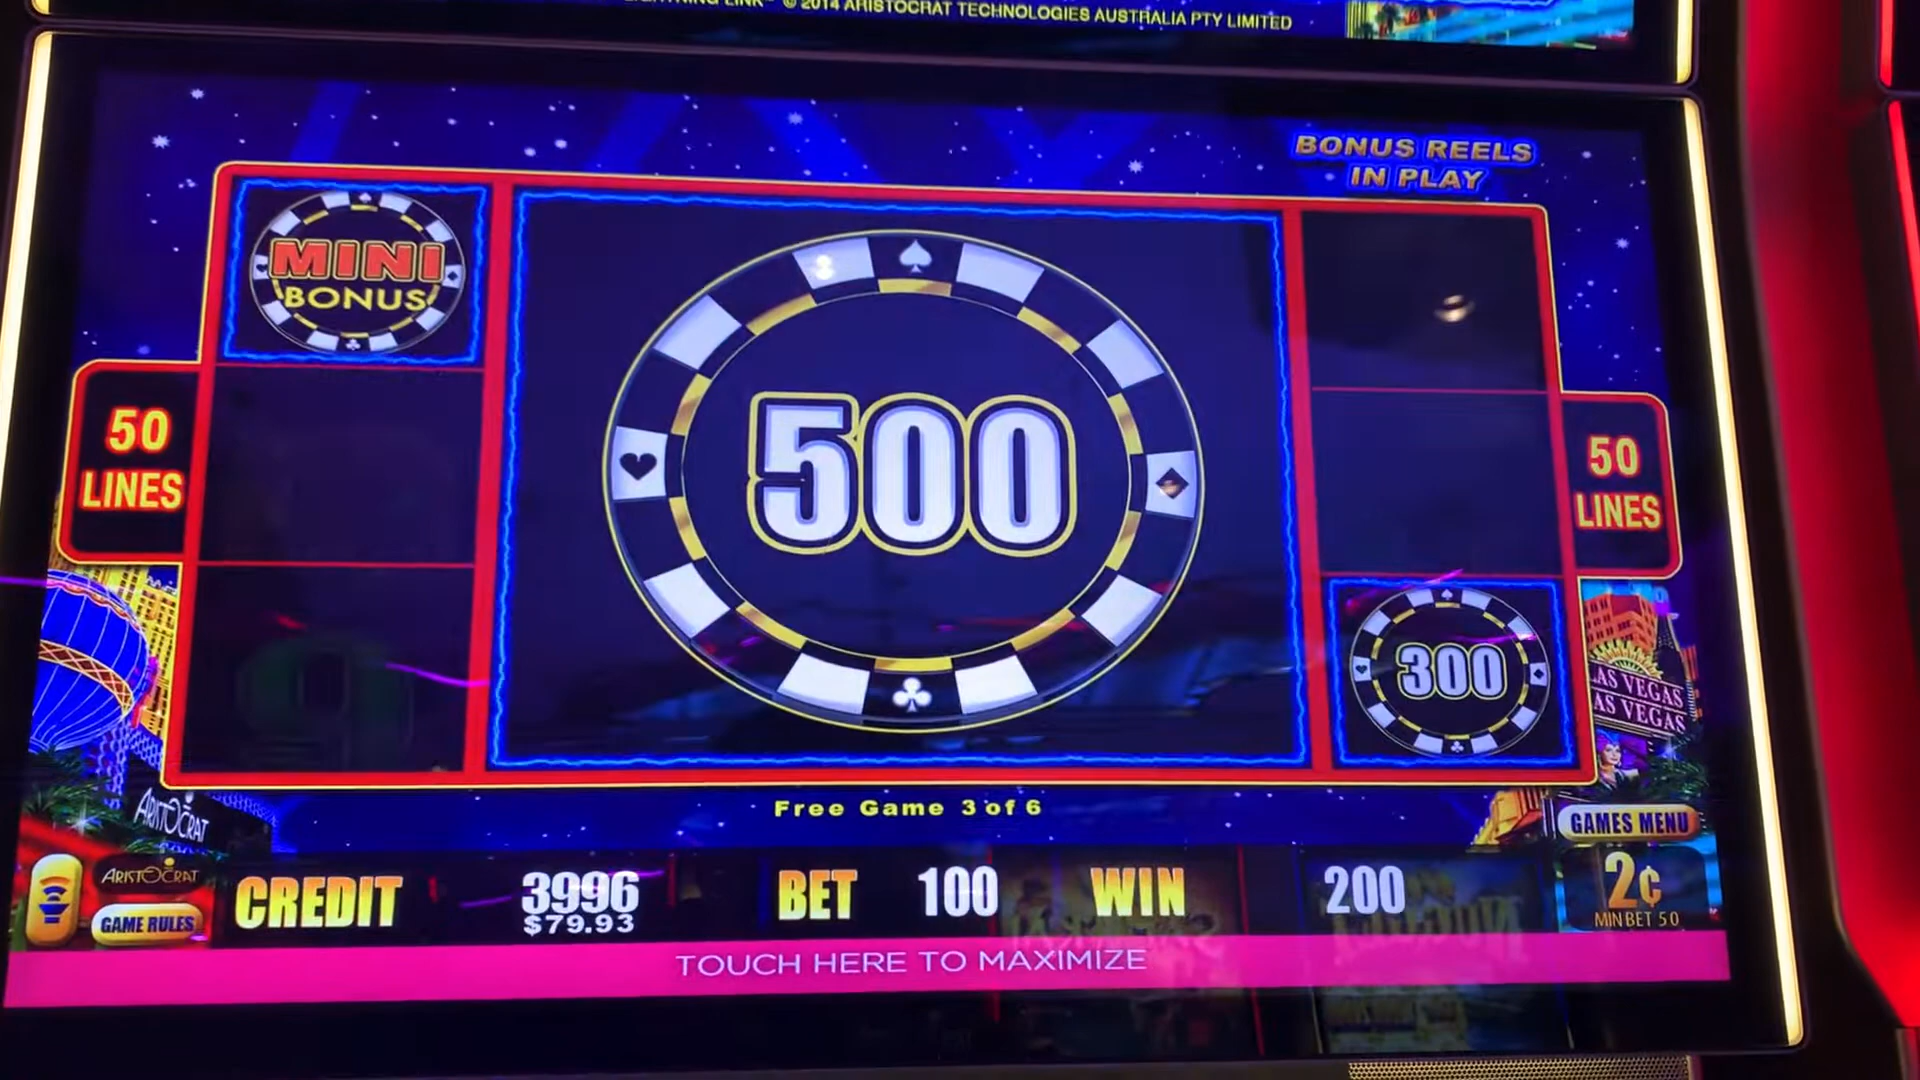 LIGHTNING LINK™ © 2014 ARISTOCRAT TECHNOLOGIES AUSTRALIA PTY LIMITED
BONUS REELS
IN PLAY
MINI
BONUS
500
50
LINES
50
LINES
300
LAS VEGAS
LAS VEGAS
Free Game 3 of 6
ARISTOCRAT
GAMES MENU
ARISTOCRAT
GAME RULES
CREDIT
3996
$79.93
BET 100
WIN 200
2¢
MIN BET 50
TOUCH HERE TO MAXIMIZE